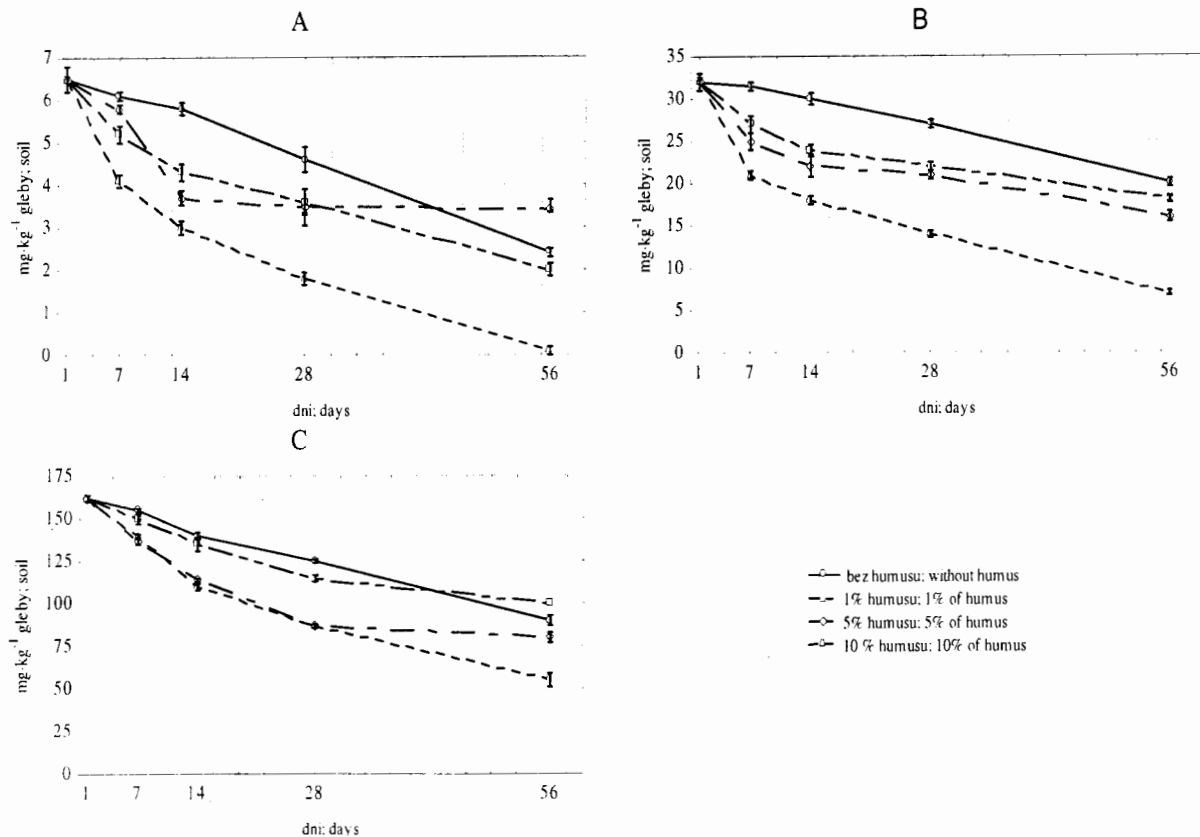 A
7
6
5
4
3
2
1
0
mg·kg⁻¹ gleby; soil
1 7 14 28 56
dni; days
B
35
30
25
20
15
10
5
0
mg·kg⁻¹ gleby; soil
1 7 14 28 56
dni; days
C
175
150
125
100
75
50
25
0
mg·kg⁻¹ gleby; soil
1 7 14 28 56
dni; days
bez humusu; without humus
1% humusu; 1% of humus
5% humusu; 5% of humus
10 % humusu; 10% of humus